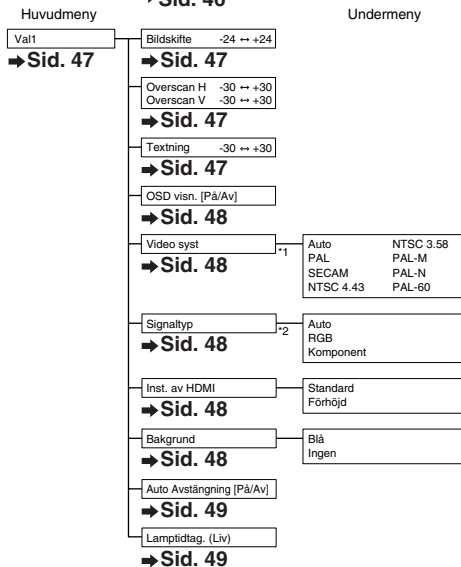 ➡Sid. 46
Huvudmeny
Undermeny
Val1
➡Sid. 47
Bildskifte -24 ↔ +24
➡Sid. 47
Overscan H -30 ↔ +30
Overscan V -30 ↔ +30
➡Sid. 47
Textning -30 ↔ +30
➡Sid. 47
OSD visn. [På/Av]
➡Sid. 48
Video syst
➡Sid. 48
*1
Auto NTSC 3.58
PAL PAL-M
SECAM PAL-N
NTSC 4.43 PAL-60
Signaltyp
➡Sid. 48
*2
Auto
RGB
Komponent
Inst. av HDMI
➡Sid. 48
Standard
Förhöjd
Bakgrund
➡Sid. 48
Blå
Ingen
Auto Avstängning [På/Av]
➡Sid. 49
Lamptidtag. (Liv)
➡Sid. 49